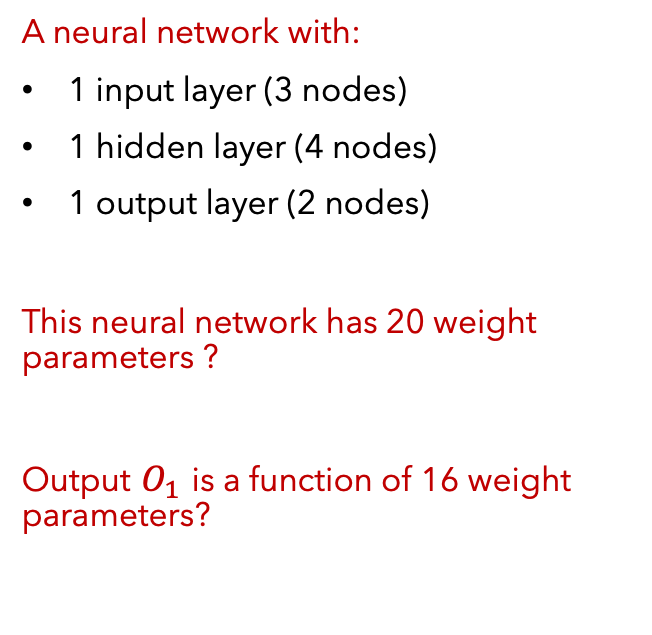 A neural network with:
• 1 input layer (3 nodes)
• 1 hidden layer (4 nodes)
• 1 output layer (2 nodes)
This neural network has 20 weight
parameters ?
Output O₁ is a function of 16 weight
parameters?